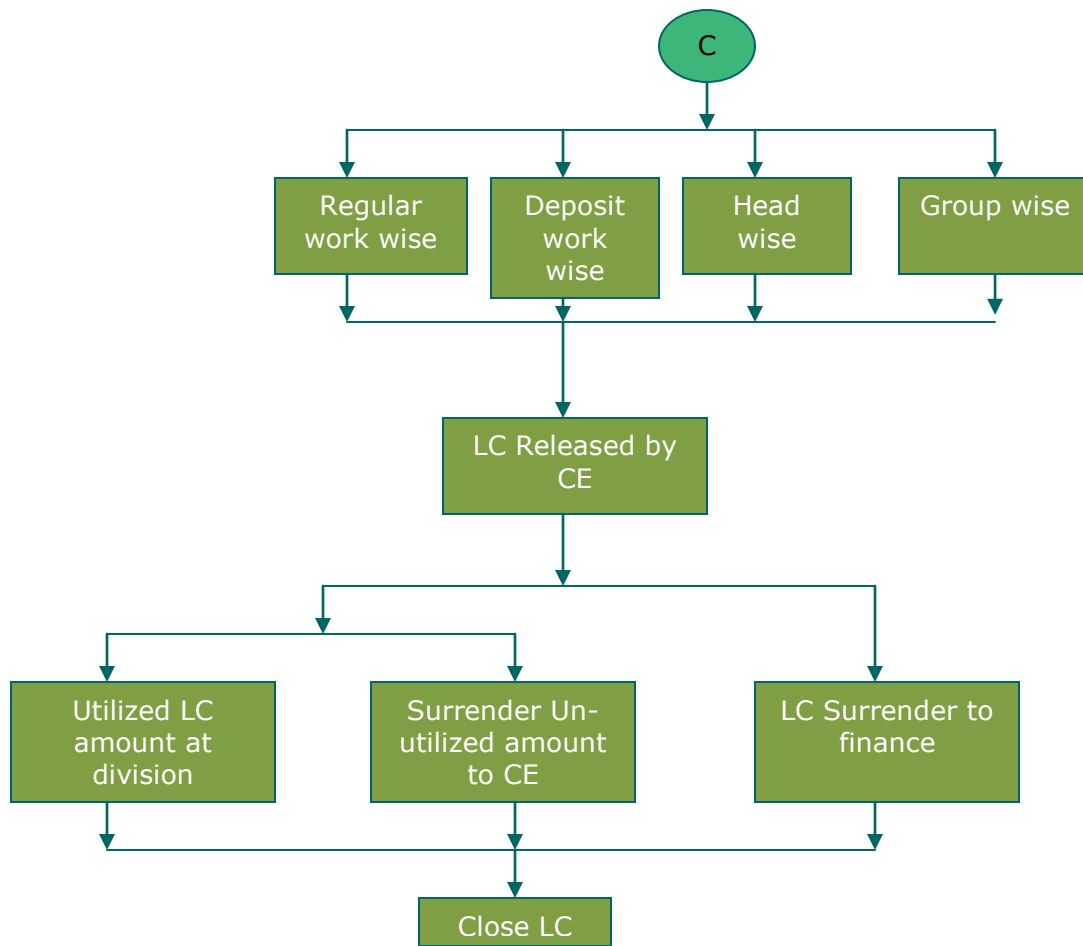 C
Regular
work wise
Deposit
work
wise
Head
wise
Group wise
LC Released by
CE
Utilized LC
amount at
division
Surrender Un-
utilized amount
to CE
LC Surrender to
finance
Close LC